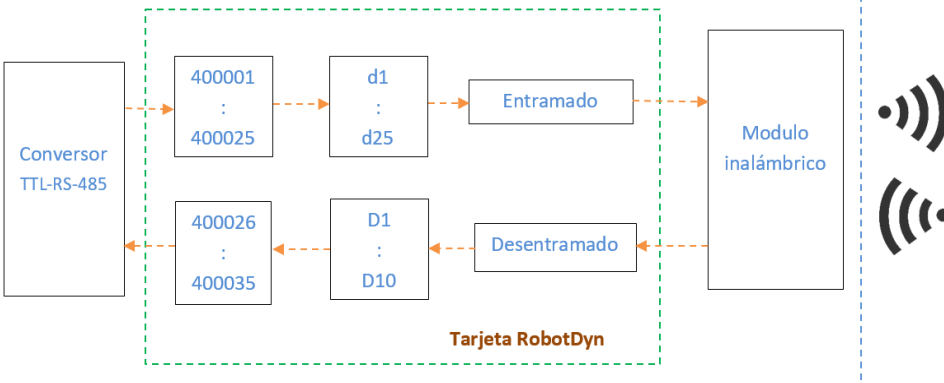 Conversor
TTL-RS-485
400001
:
400025
d1
:
d25
Entramado
Modulo
inalámbrico
400026
:
400035
D1
:
D10
Desentramado
Tarjeta RobotDyn